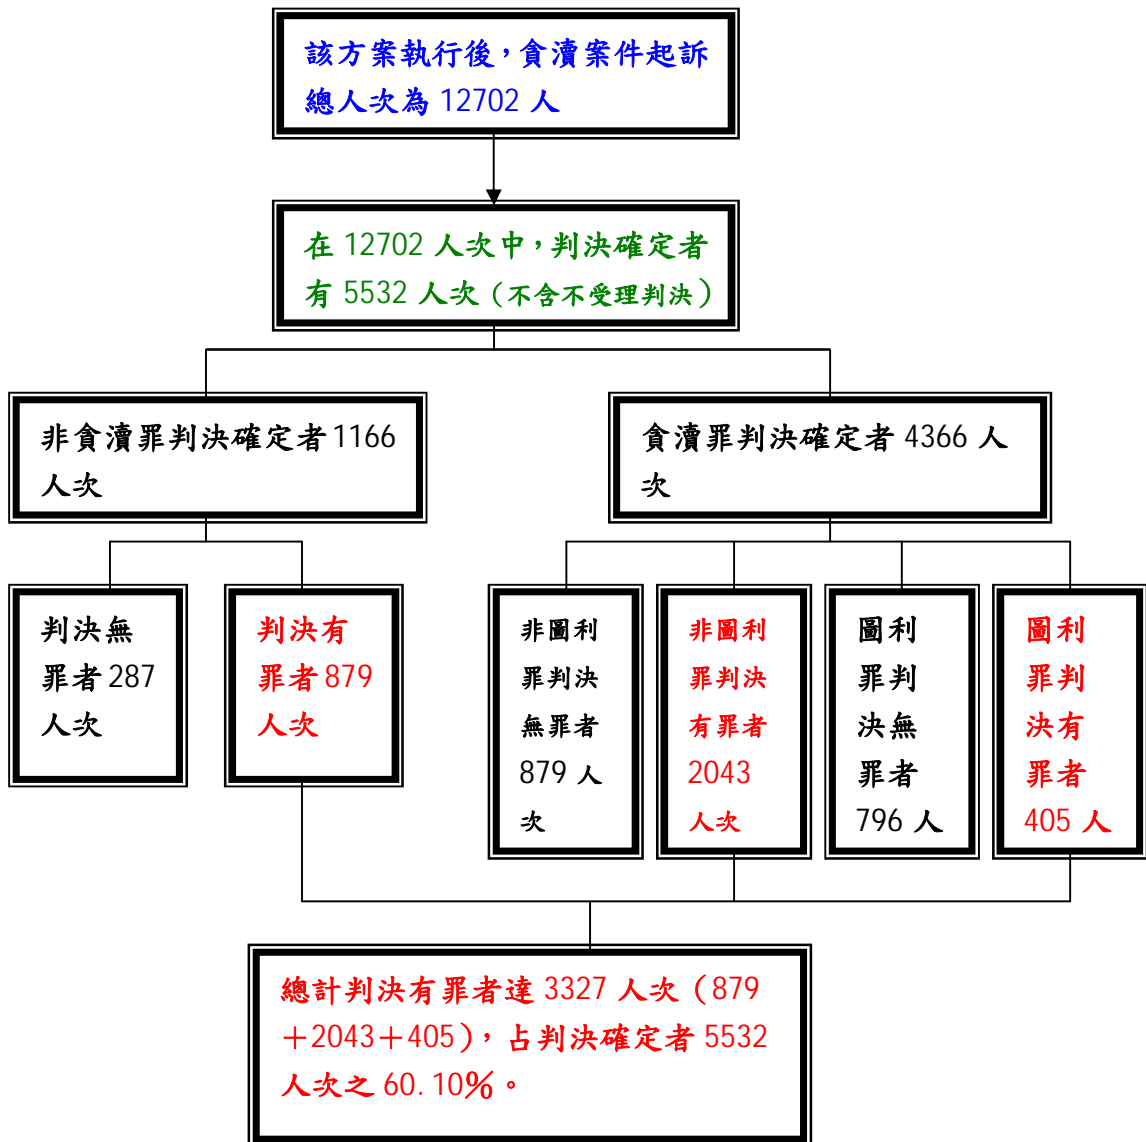 該方案執行後，貪瀆案件起訴
總人次為 12702 人
在 12702 人次中，判決確定者
有 5532 人次（不含不受理判決）
非貪瀆罪判決確定者 1166
人次
貪瀆罪判決確定者 4366 人
次
判決無
罪者 287
人次
判決有
罪者 879
人次
非圖利
罪判決
無罪者
879 人
次
非圖利
罪判決
有罪者
2043
人次
圖利
罪判
決無
罪者
796 人
圖利
罪判
決有
罪者
405 人
總計判決有罪者達 3327 人次（879
＋2043＋405），占判決確定者 5532
人次之 60.10％。